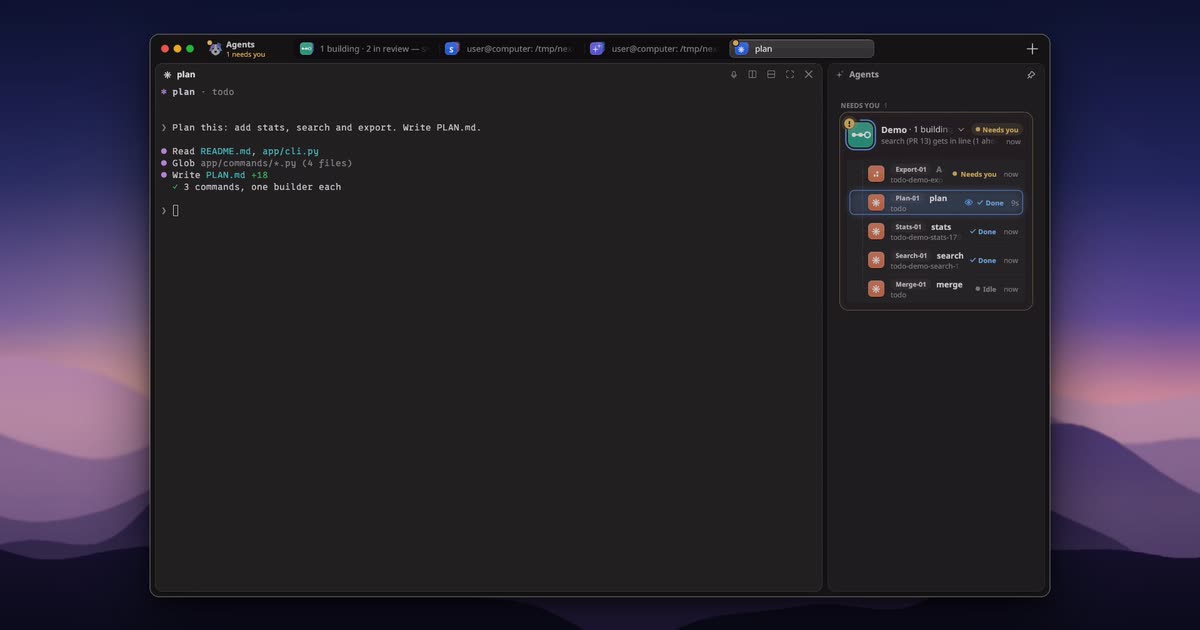 Agents
1 needs you
1 building · 2 in review —
user@computer: /tmp/ne
user@computer: /tmp/ne
plan
plan
plan · todo
❯ Plan this: add stats, search and export. Write PLAN.md.
● Read README.md, app/cli.py
● Glob app/commands/*.py (4 files)
● Write PLAN.md +18
✓ 3 commands, one builder each
❯
Agents
NEEDS YOU 1
Demo · 1 buildin
Needs you
search (PR 13) gets in line (1 ah
now
Export-01 A
Needs you now
todo-demo-ex
Plan-01 plan
✓ Done 9s
todo
Stats-01 stats
✓ Done now
todo-demo-stats-17
Search-01 search
✓ Done now
todo-demo-search-
Merge-01 merge
Idle now
todo